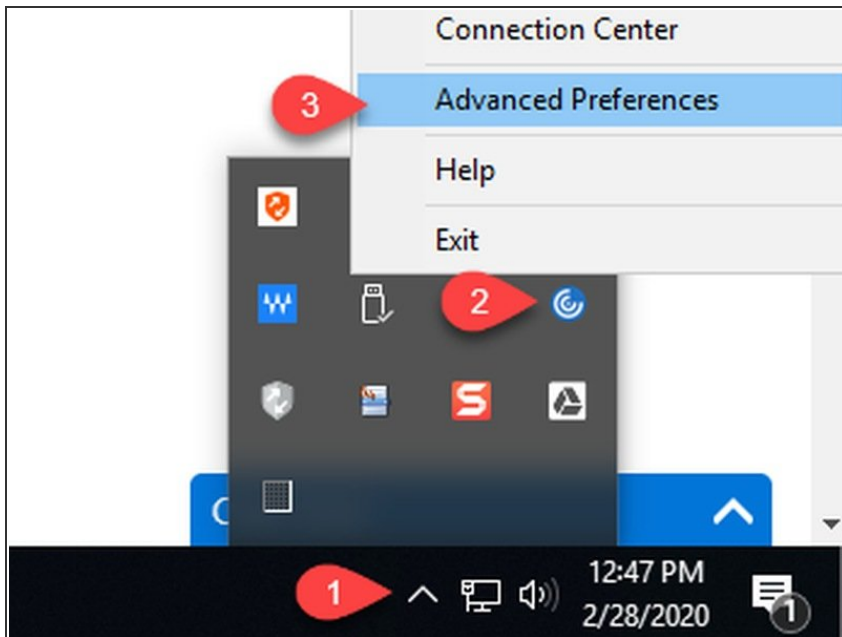 Connection Center
3
Advanced Preferences
Help
Exit
2
S
C
1
12:47 PM
2/28/2020
1